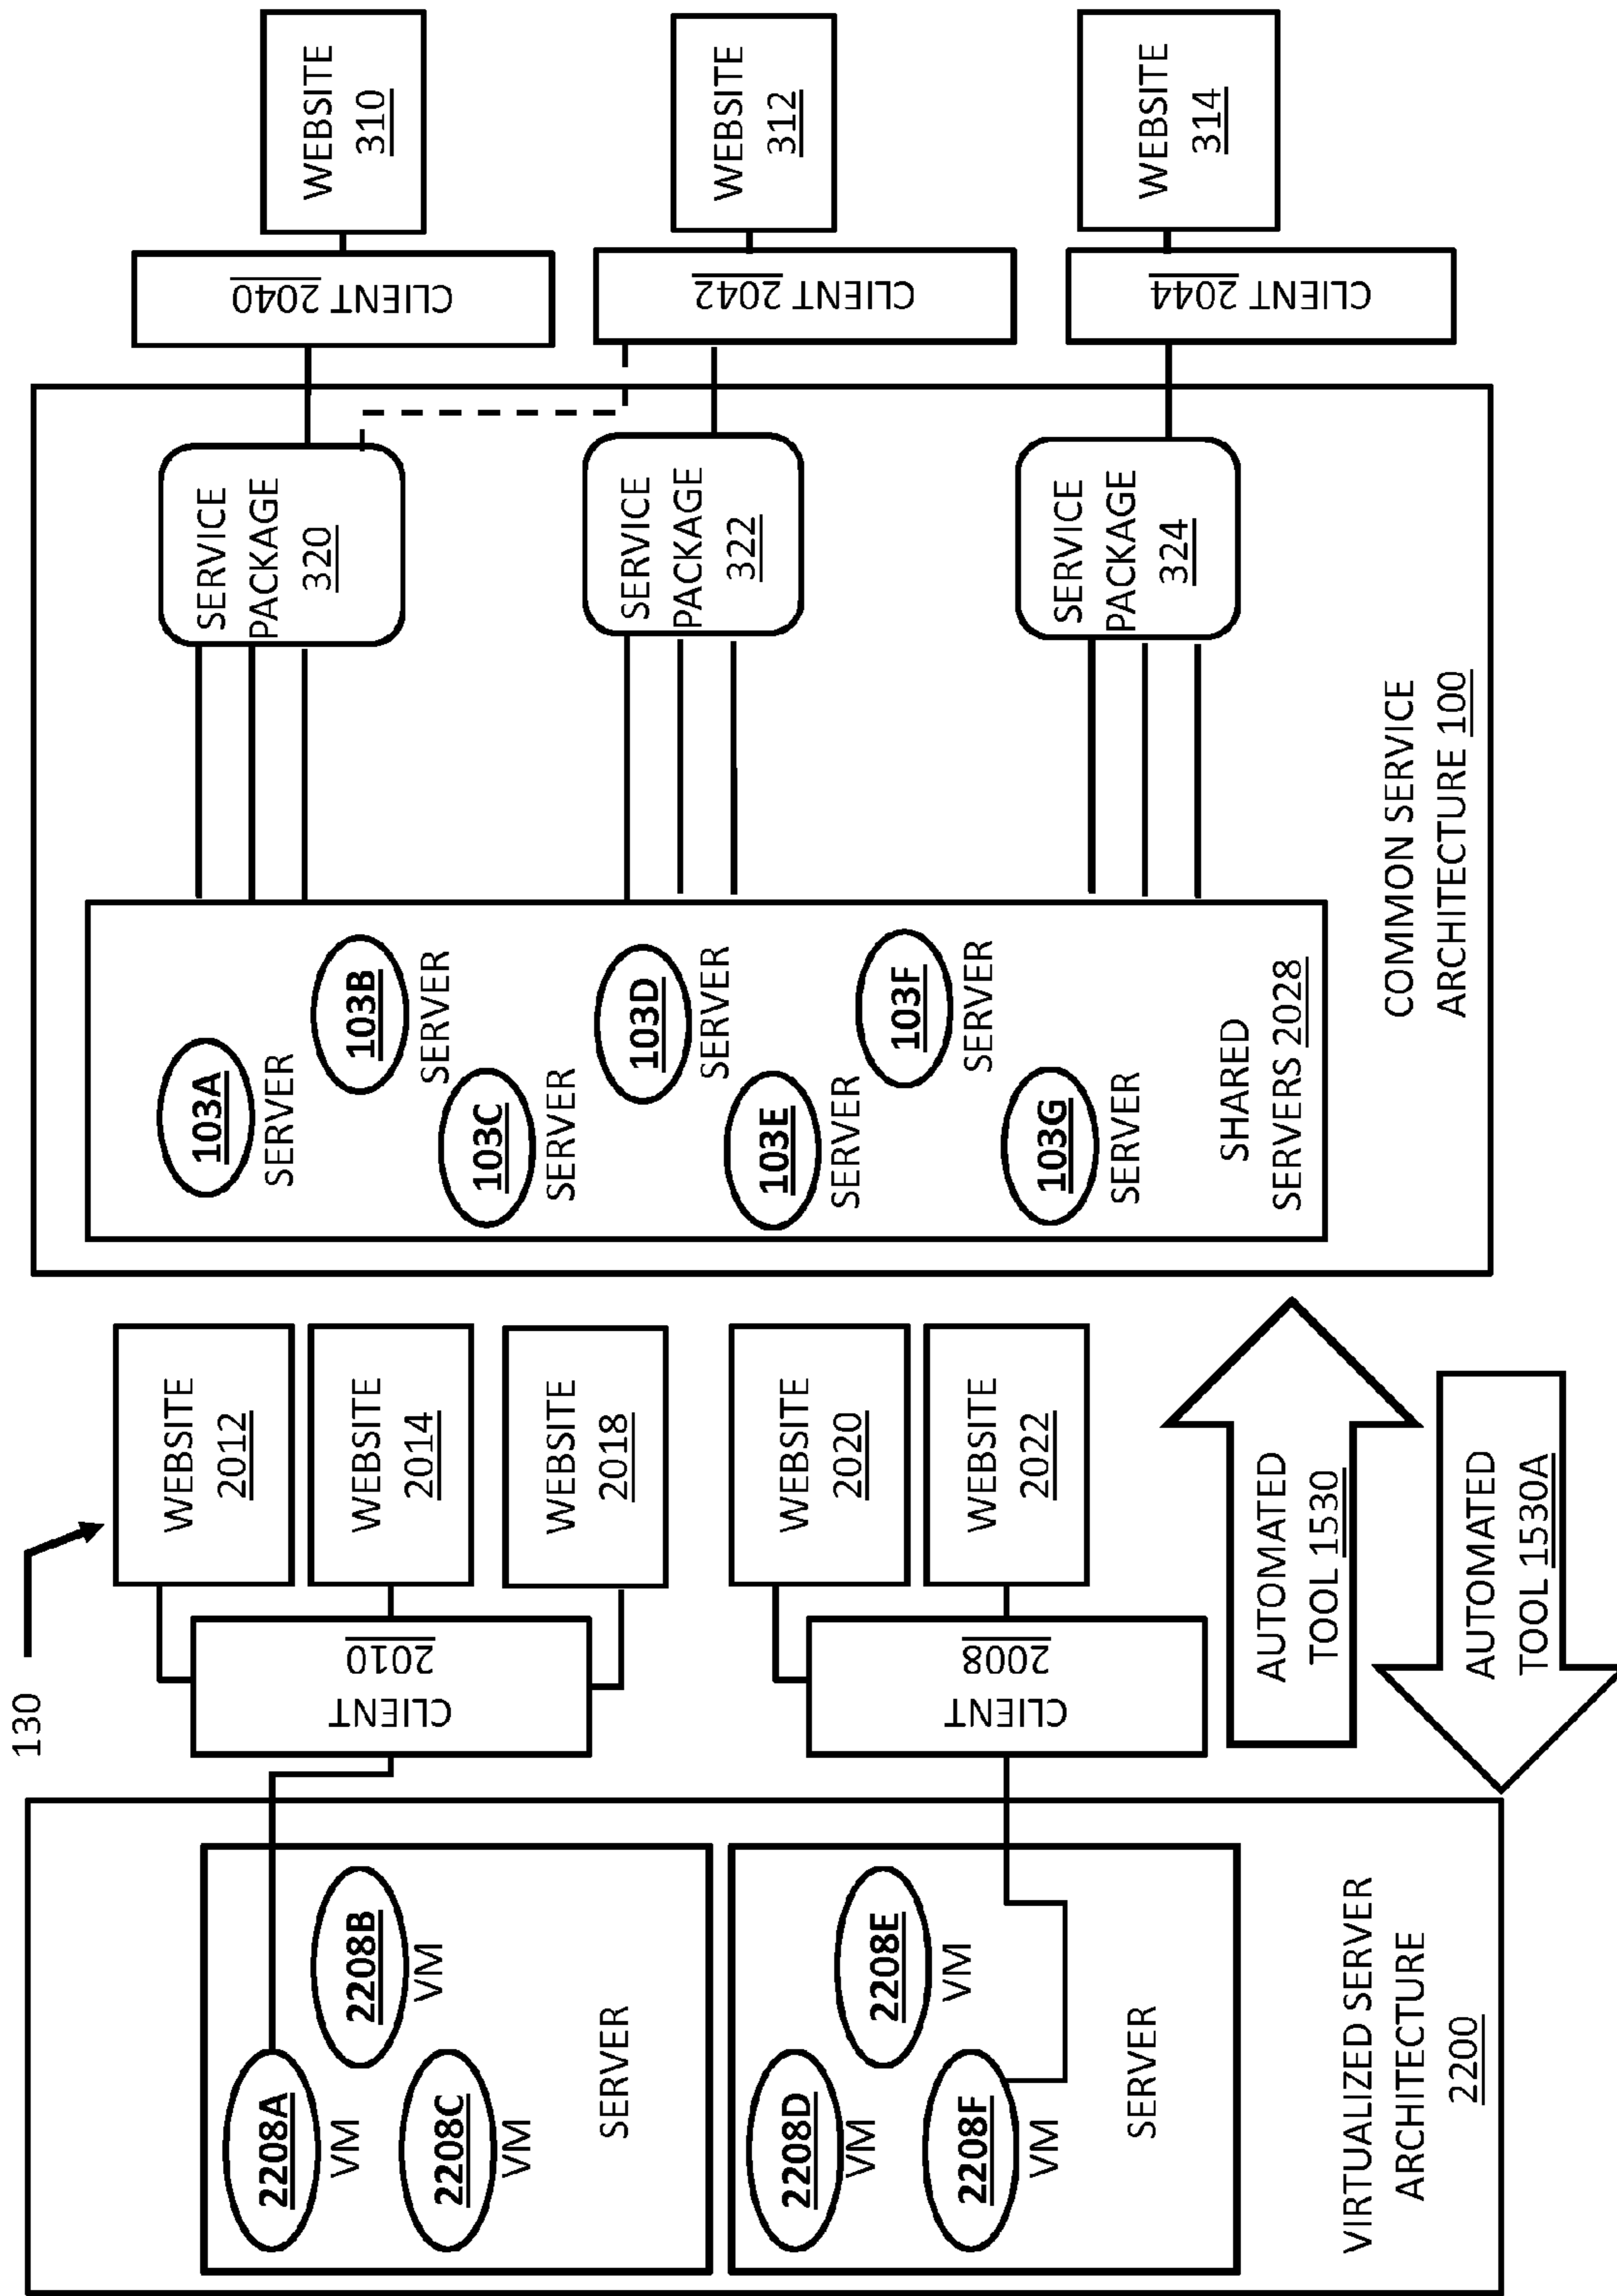 130
2208A
VM
2208B
VM
2208C
VM
SERVER
2208D
VM
2208E
VM
2208F
VM
SERVER
VIRTUALIZED SERVER
ARCHITECTURE
2200
CLIENT
2010
WEBSITE
2012
WEBSITE
2014
WEBSITE
2018
CLIENT
2008
WEBSITE
2020
WEBSITE
2022
AUTOMATED
TOOL 1530
AUTOMATED
TOOL 1530A
103A
SERVER
103B
SERVER
103C
SERVER
103D
SERVER
103E
SERVER
103F
SERVER
103G
SERVER
SHARED
SERVERS 2028
SERVICE
PACKAGE
320
SERVICE
PACKAGE
322
SERVICE
PACKAGE
324
COMMON SERVICE
ARCHITECTURE 100
CLIENT 2040
WEBSITE
310
CLIENT 2042
WEBSITE
312
CLIENT 2044
WEBSITE
314